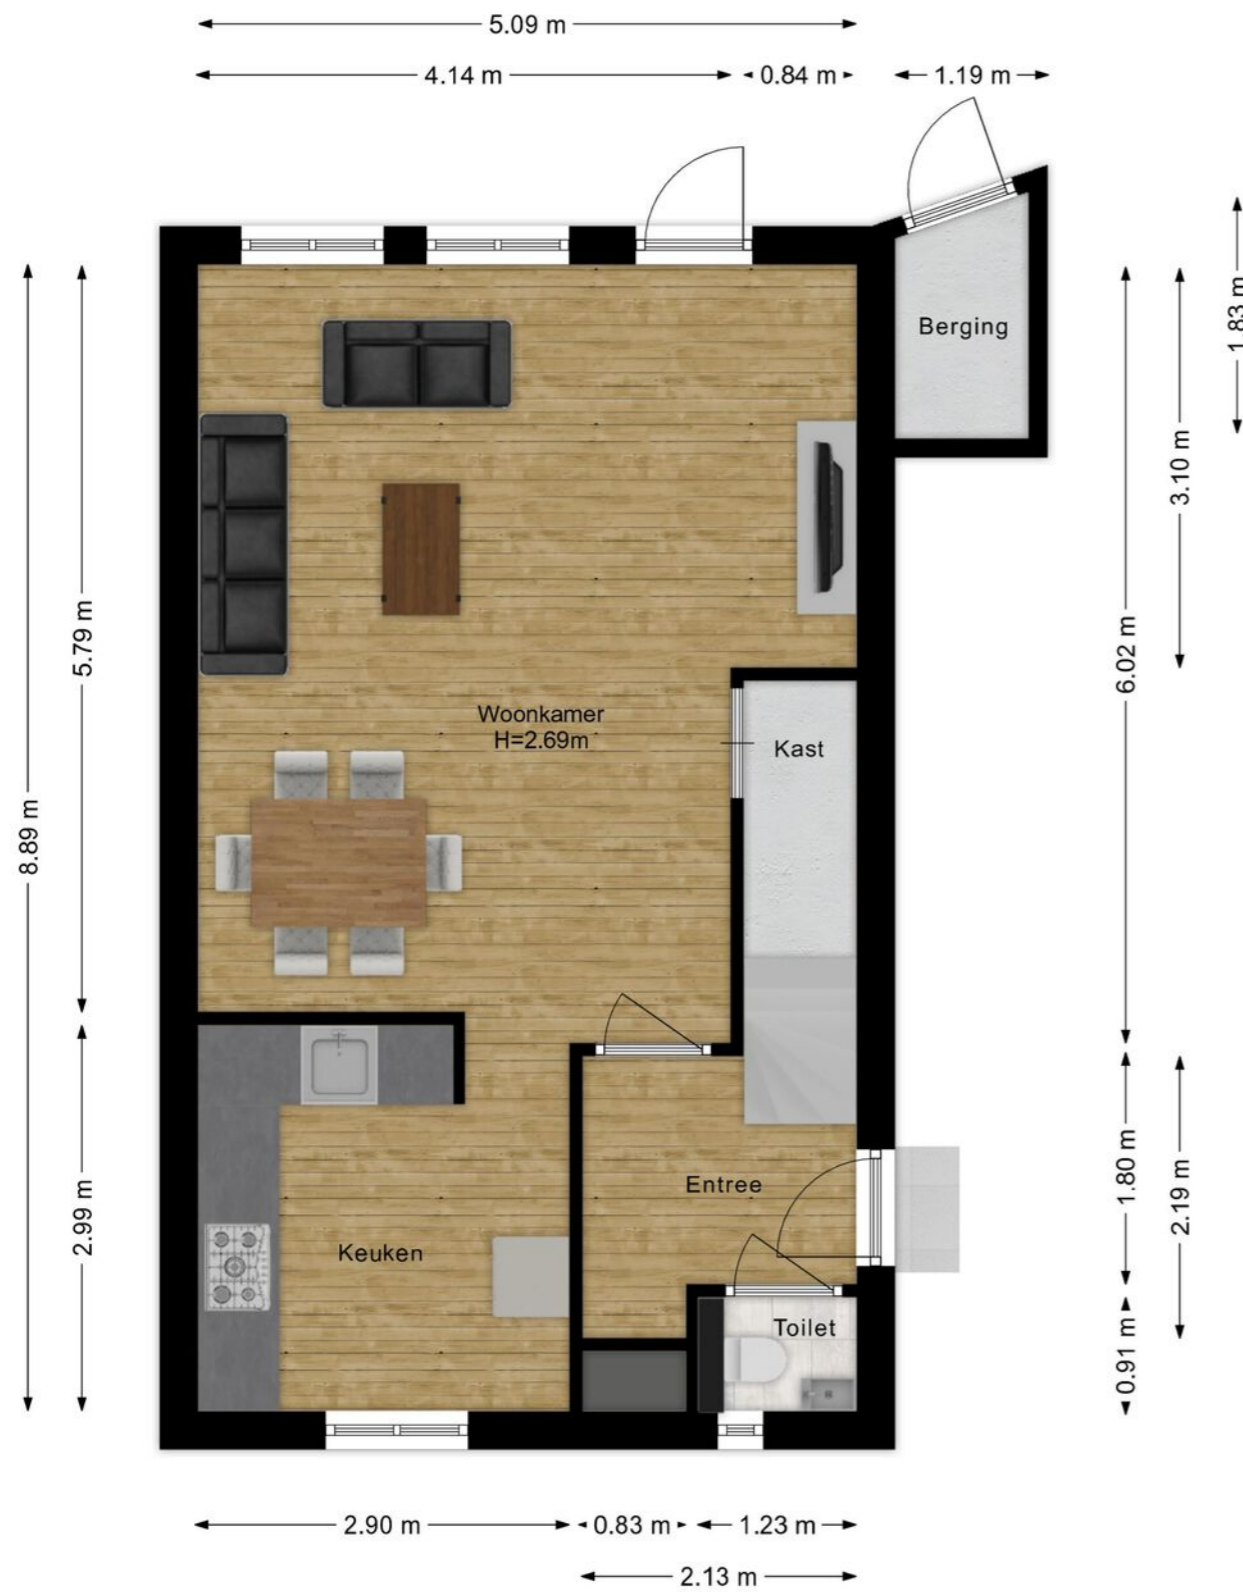 5.09 m
4.14 m
0.84 m
1.19 m
Berging
1.83 m
3.10 m
6.02 m
5.79 m
8.89 m
Woonkamer
H=2.69m
Kast
Entree
1.80 m
2.19 m
2.99 m
Keuken
Toilet
0.91 m
2.90 m
0.83 m
1.23 m
2.13 m